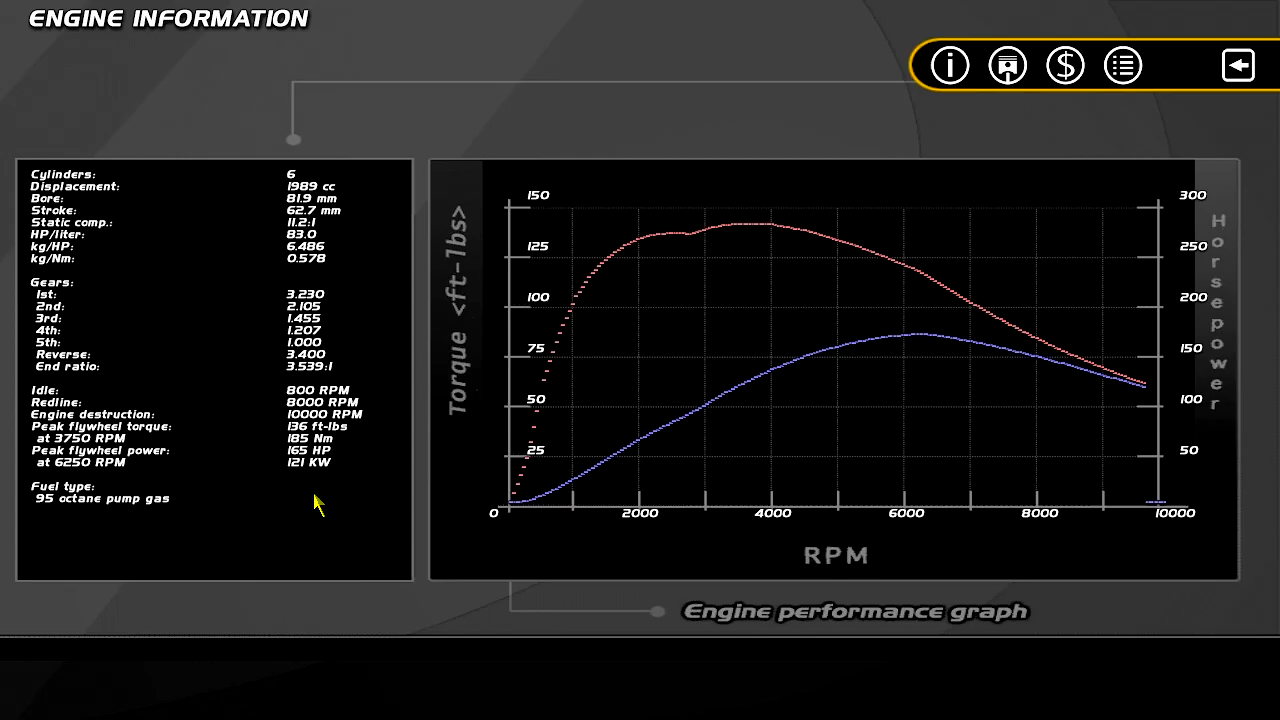 ENGINE INFORMATION
Cylinders: 6
Displacement: 1989 cc
Bore: 81.9 mm
Stroke: 62.7 mm
Static comp.: 11.2:1
HP/liter: 83.0
kg/HP: 6.486
kg/Nm: 0.578
Gears:
1st: 3.230
2nd: 2.105
3rd: 1.455
4th: 1.207
5th: 1.000
Reverse: 3.400
End ratio: 3.539:1
Idle: 800 RPM
Redline: 8000 RPM
Engine destruction: 10000 RPM
Peak flywheel torque: 136 ft-lbs
at 3750 RPM 185 Nm
Peak flywheel power: 165 HP
at 6250 RPM 121 KW
Fuel type:
95 octane pump gas
Torque <ft-lbs>
150
125
100
75
50
25
300
250
200
150
100
50
Horsepower
0 2000 4000 6000 8000 10000
RPM
Engine performance graph